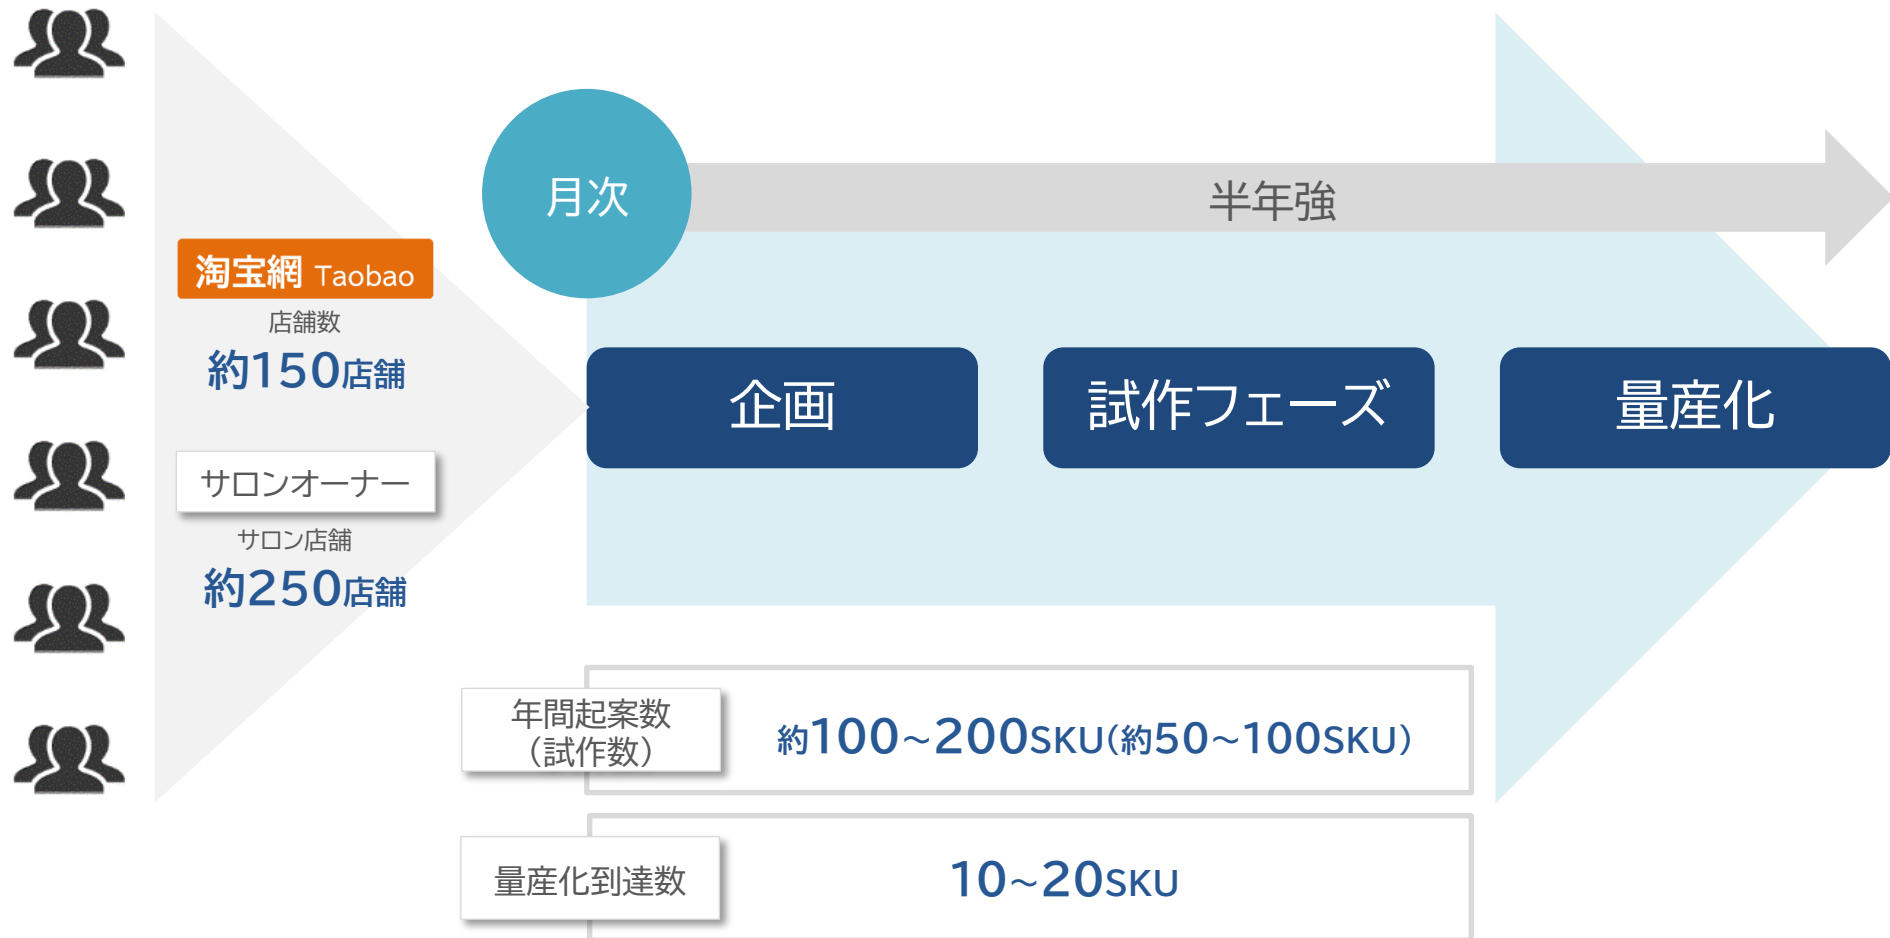 月次
半年強
淘宝網 Taobao
店舗数
約150店舗
サロンオーナー
サロン店舗
約250店舗
企画
試作フェーズ
量産化
年間起案数
（試作数）
約100~200SKU（約50~100SKU）
量産化到達数
10~20SKU